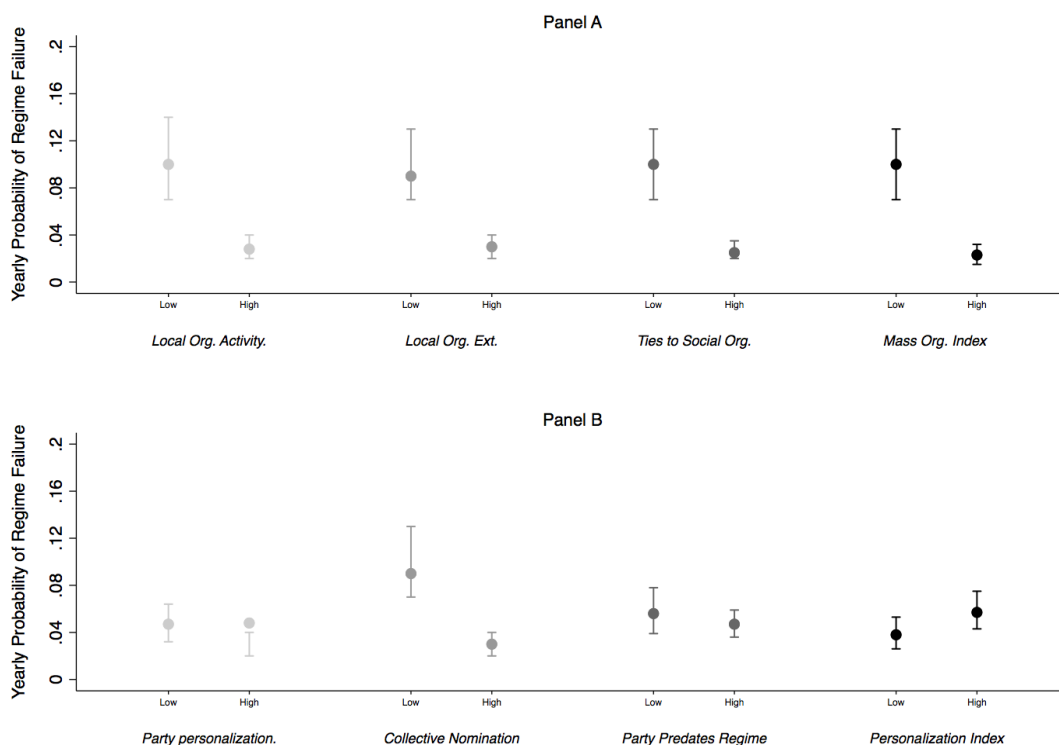 Panel A
Yearly Probability of Regime Failure
.2
.16
.12
.08
.04
0
Low High Low High Low High Low High
Local Org. Activity. Local Org. Ext. Ties to Social Org. Mass Org. Index
Panel B
Yearly Probability of Regime Failure
.2
.16
.12
.08
.04
0
Low High Low High Low High Low High
Party personalization. Collective Nomination Party Predates Regime Personalization Index